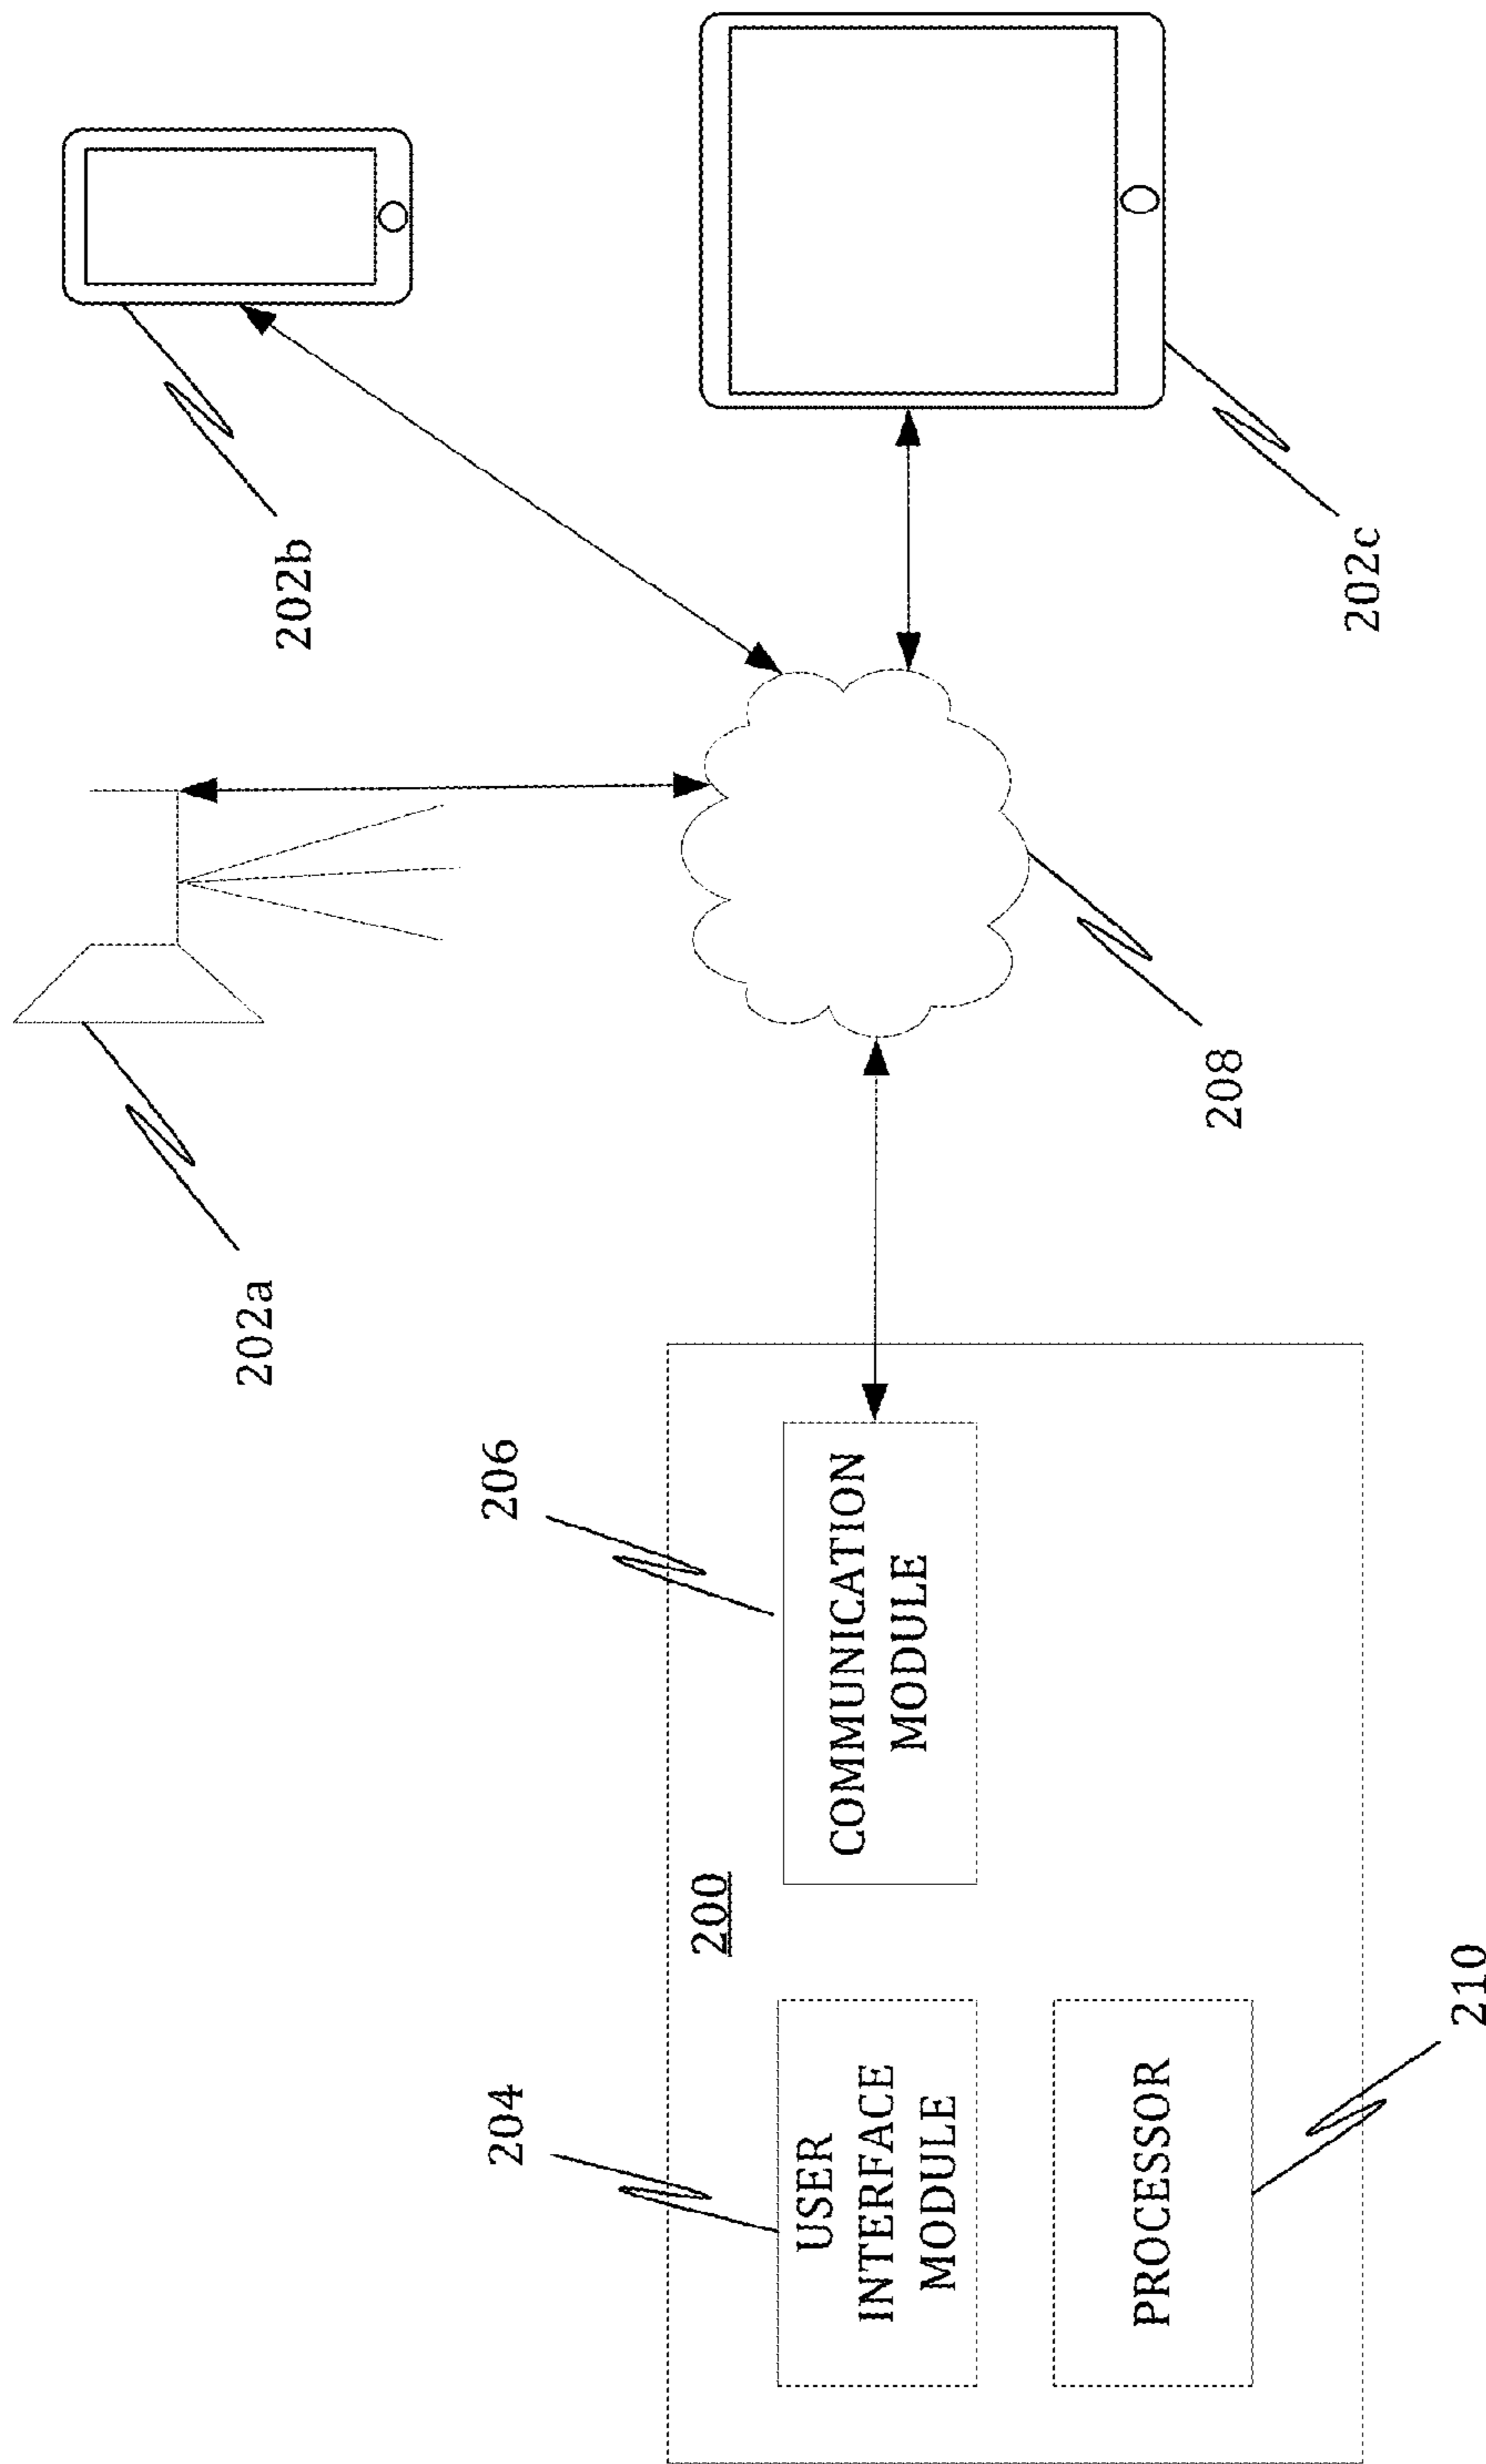 202a
202b
202c
208
206
200
COMMUNICATION
MODULE
204
USER
INTERFACE
MODULE
PROCESSOR
210